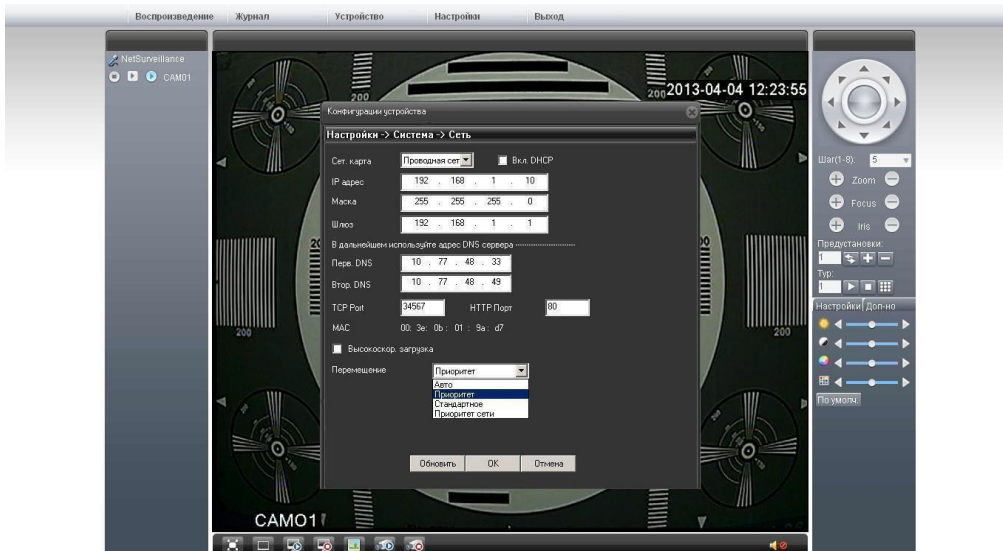 Воспроизведение Журнал Устройство Настройки Выход
NetSurveillance
CAM01
2013-04-04 12:23:55
200
200
Конфигурации устройства
Настройки -> Система -> Сеть
Сет. карта Проводная сет Вкл. DHCP
IP адрес 192 . 168 . 1 . 10
Маска 255 . 255 . 255 . 0
Шлюз 192 . 168 . 1 . 1
В дальнейшем используйте адрес DNS сервера
Перв. DNS 10 . 77 . 48 . 33
Втор. DNS 10 . 77 . 48 . 49
TCP Port 34567 HTTP Порт 80
MAC 00: 3e: 0b: 01: 9a: d7
Высокоскор. загрузка
Перемещение Приоритет
Авто
Приоритет
Стандартное
Приоритет сети
Обновить OK Отмена
200
200
CAM01
Шаг(1-8): 5
Zoom
Focus
Iris
Предустановки:
1
Тур:
1
Настройки Доп-но
По умолч.